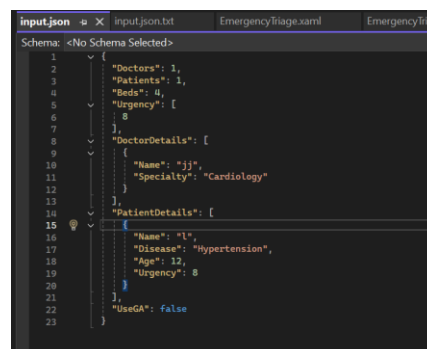 input.json input.json.txt EmergencyTriage.xaml EmergencyTri
Schema: <No Schema Selected>
1 {
2 "Doctors": 1,
3 "Patients": 1,
4 "Beds": 4,
5 "Urgency": [
6 8
7 ],
8 "DoctorDetails": [
9 {
10 "Name": "jj",
11 "Specialty": "Cardiology"
12 }
13 ],
14 "PatientDetails": [
15 {
16 "Name": "l",
17 "Disease": "Hypertension",
18 "Age": 12,
19 "Urgency": 8
20 }
21 ],
22 "UseGA": false
23 }